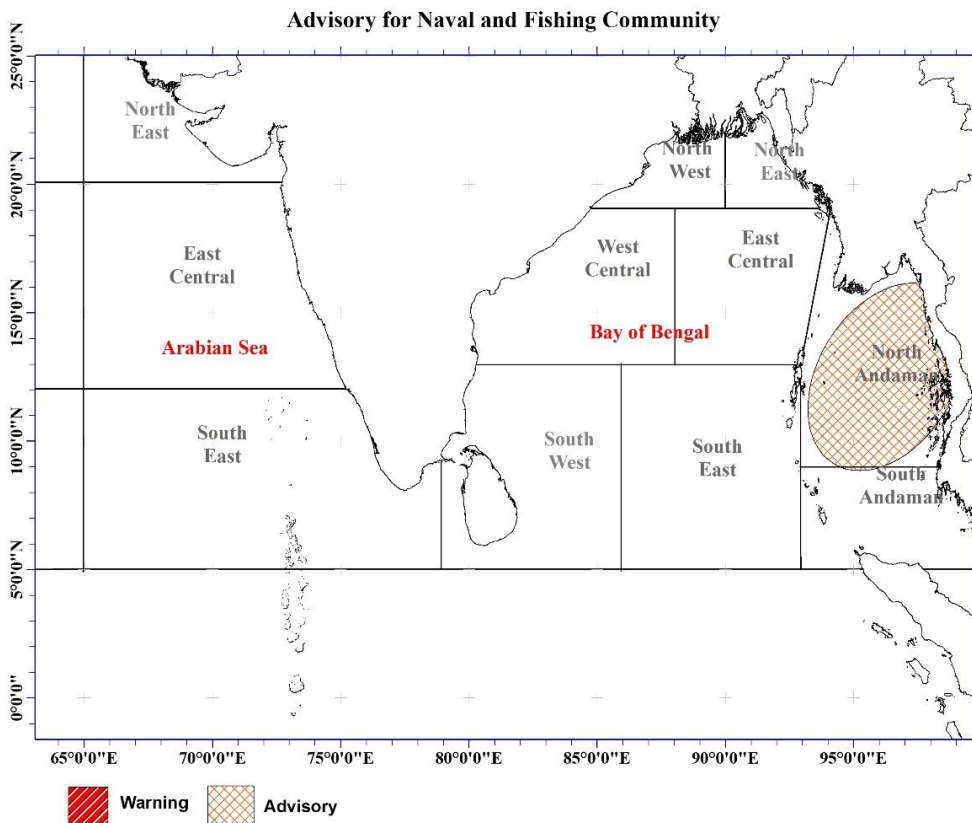 Advisory for Naval and Fishing Community
25°0'0"N
20°0'0"N
15°0'0"N
10°0'0"N
5°0'0"N
0°0'0"
North
East
North
West
North
East
East
Central
West
Central
East
Central
Arabian Sea
Bay of Bengal
North
Andaman
South
East
South
West
South
East
South
Andaman
65°0'0"E
70°0'0"E
75°0'0"E
80°0'0"E
85°0'0"E
90°0'0"E
95°0'0"E
Warning
Advisory